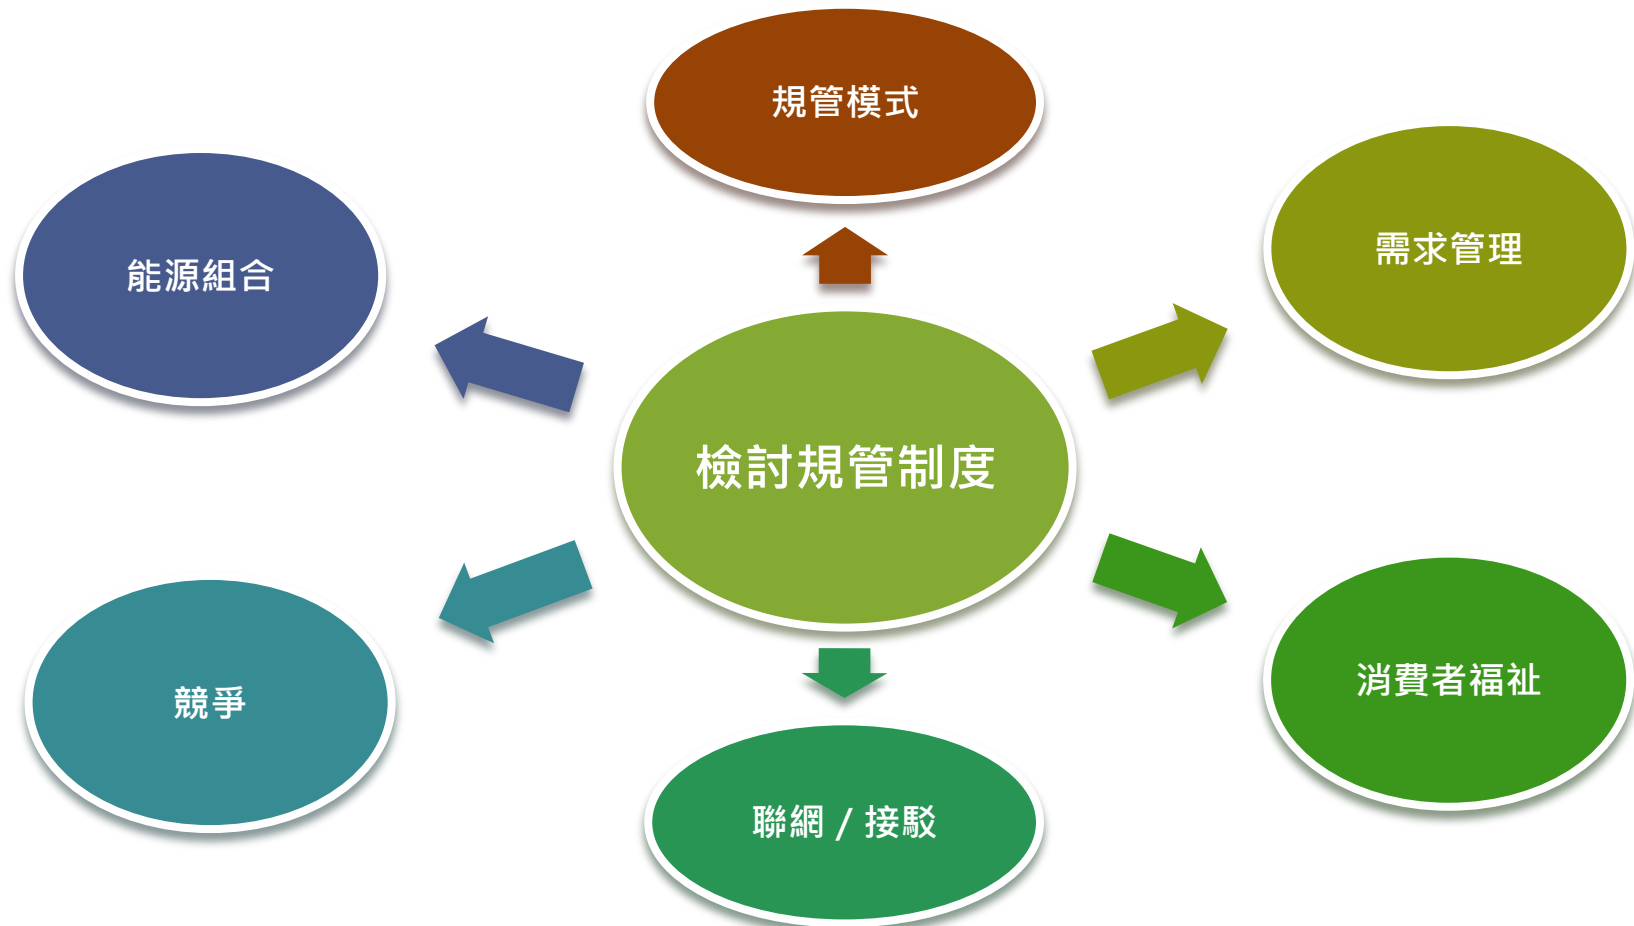 規管模式
需求管理
能源組合
檢討規管制度
消費者福祉
競爭
聯網 / 接駁